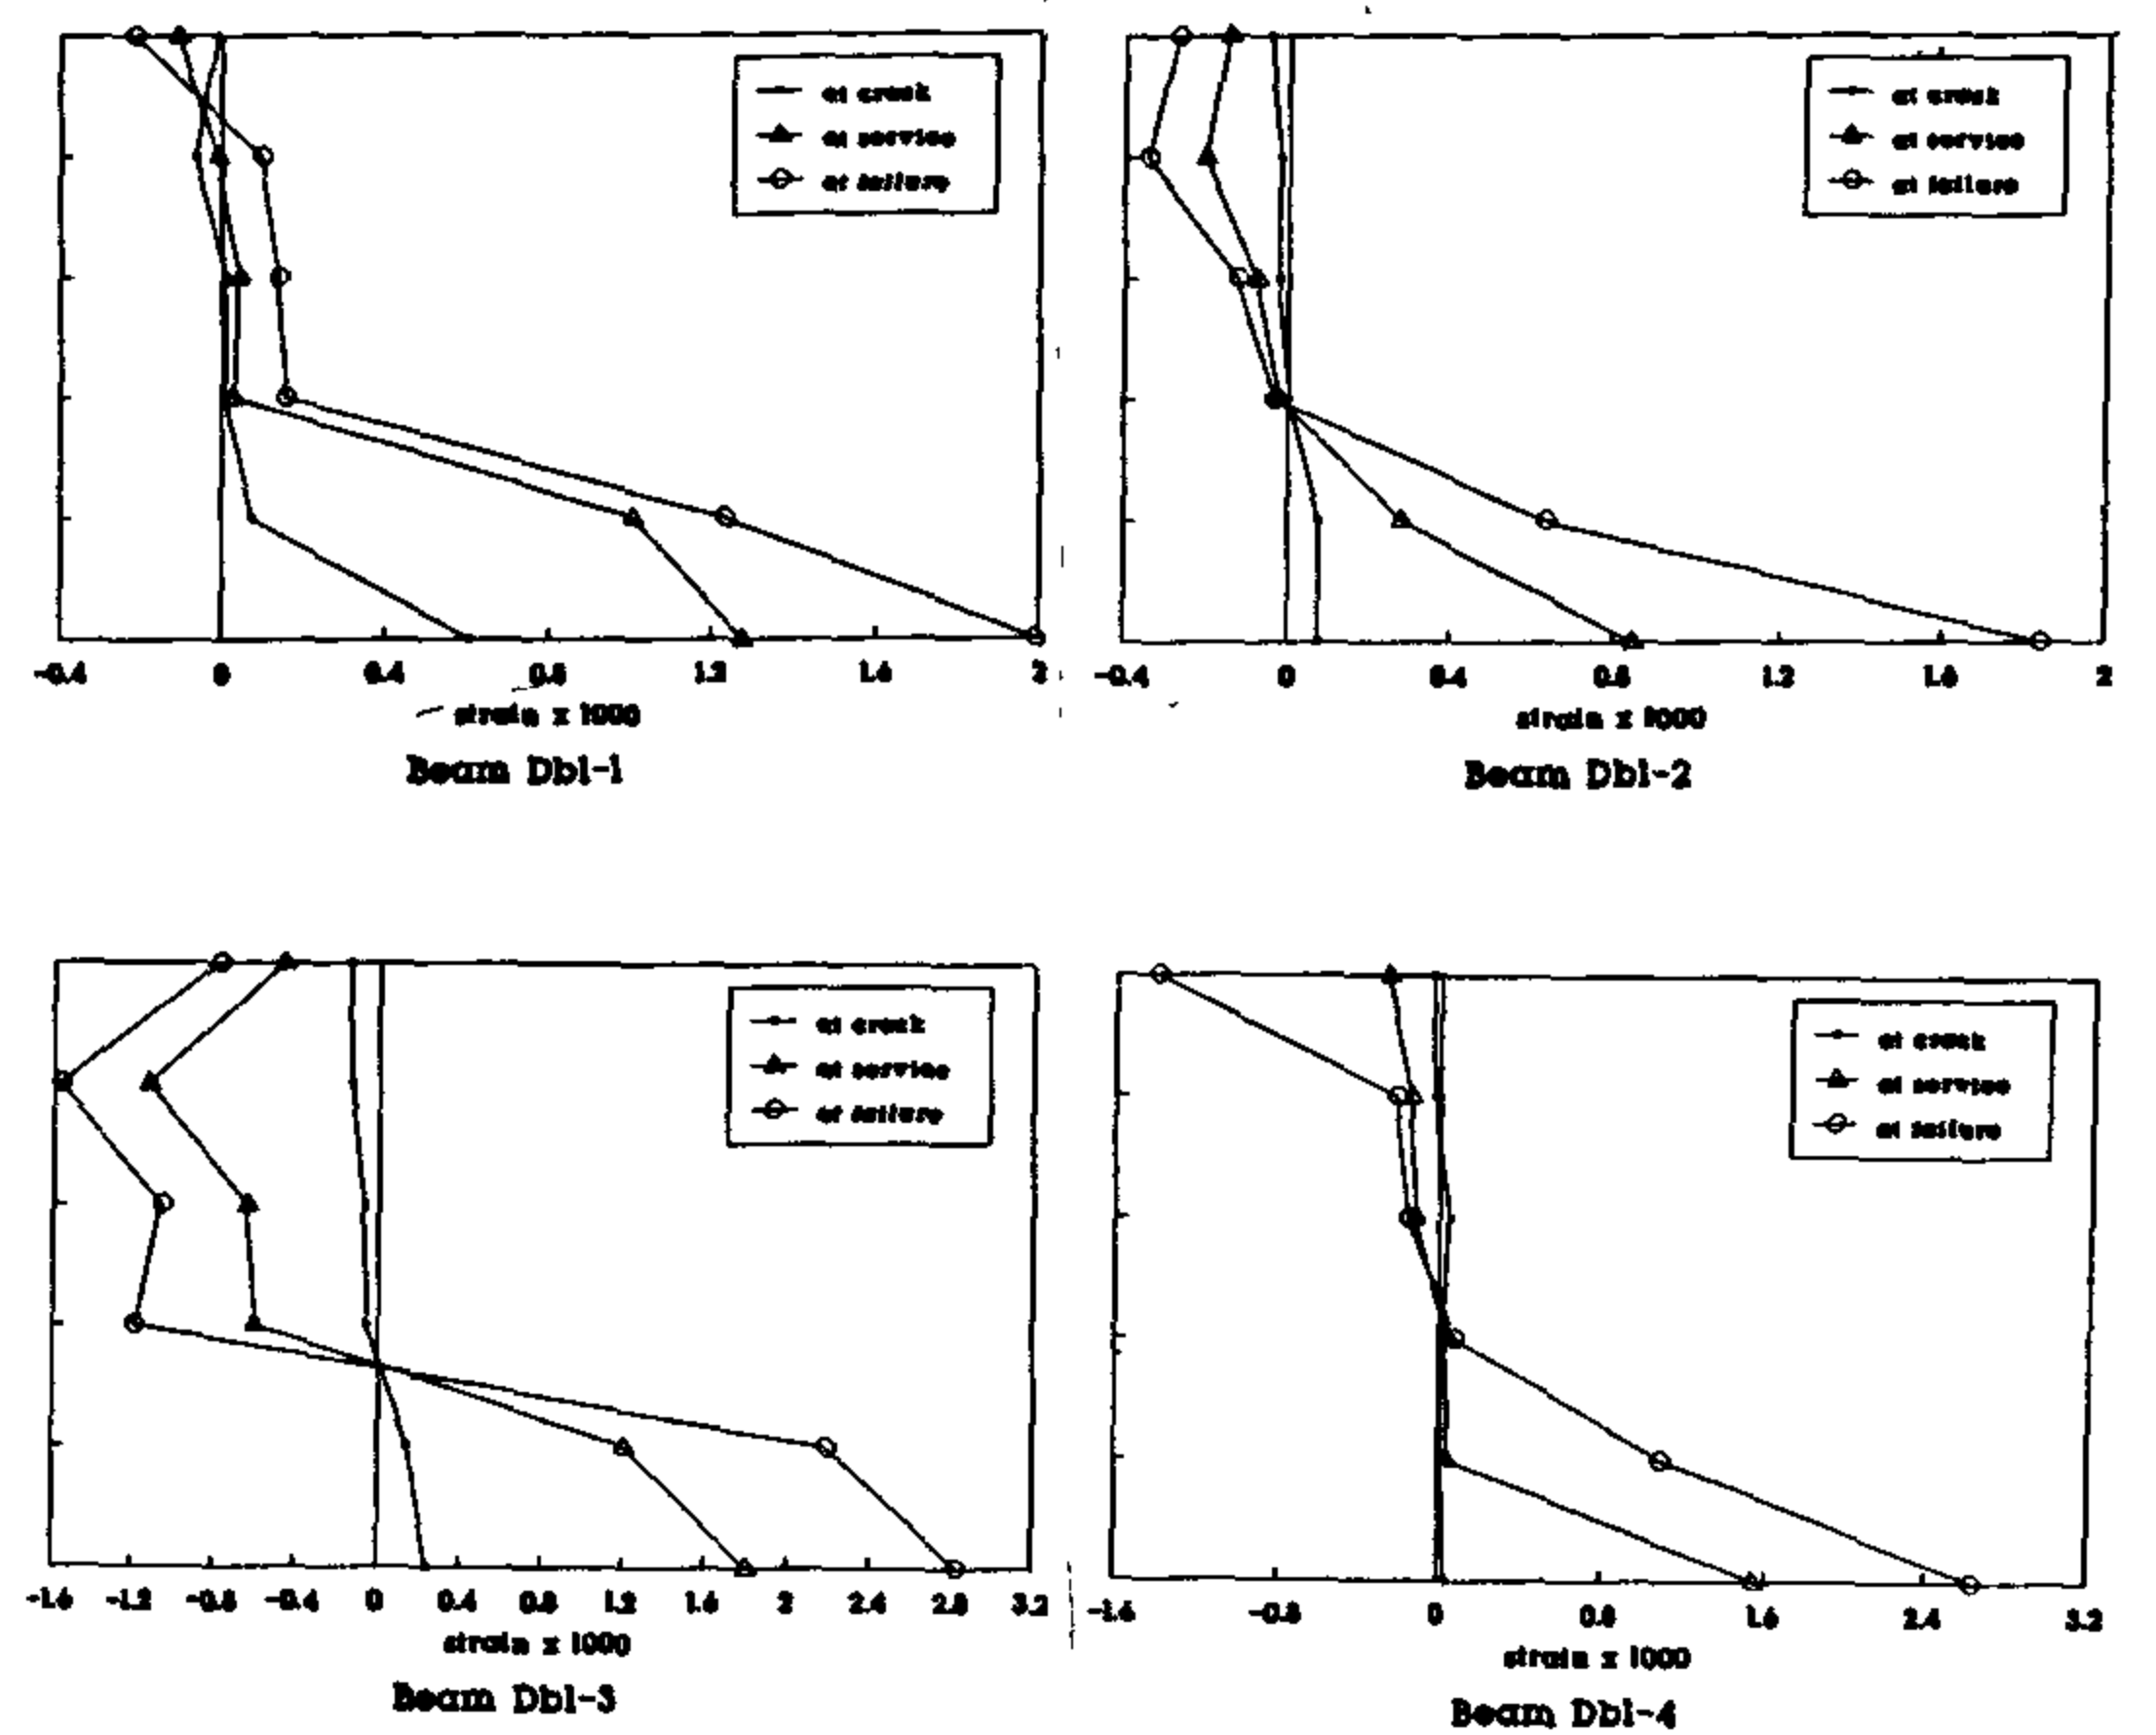 at crack
at service
at failure
-0.4 0 0.4 0.8 1.2 1.6 2
strain x 1000
Beam Dbl-1
at crack
at service
at failure
-0.4 0 0.4 0.8 1.2 1.6 2
strain x 1000
Beam Dbl-2
at crack
at service
at failure
-1.6 -1.2 -0.8 -0.4 0 0.4 0.8 1.2 1.6 2 2.4 2.8 3.2
strain x 1000
Beam Dbl-3
at crack
at service
at failure
-1.6 -0.8 0 0.8 1.6 2.4 3.2
strain x 1000
Beam Dbl-4